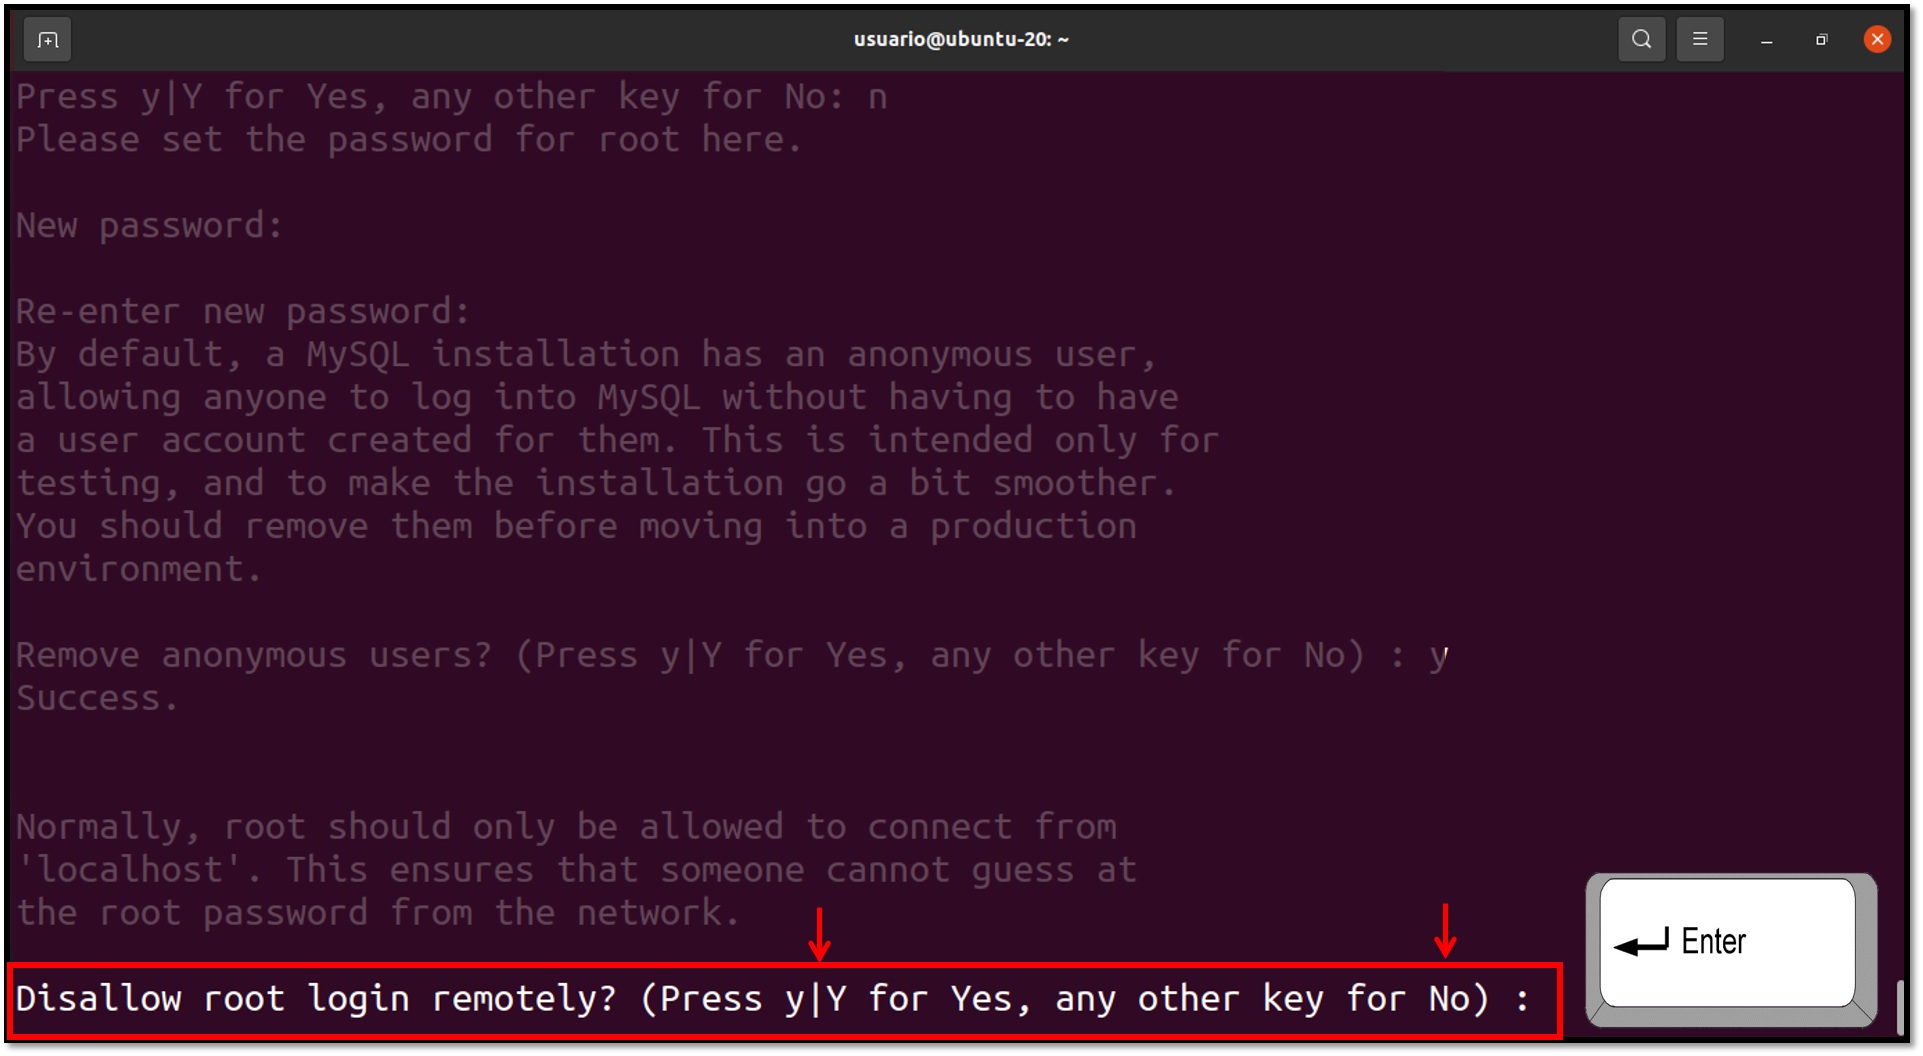 usuario@ubuntu-20: ~
Press y|Y for Yes, any other key for No: n
Please set the password for root here.
New password:
Re-enter new password:
By default, a MySQL installation has an anonymous user,
allowing anyone to log into MySQL without having to have
a user account created for them. This is intended only for
testing, and to make the installation go a bit smoother.
You should remove them before moving into a production
environment.
Remove anonymous users? (Press y|Y for Yes, any other key for No) : y
Success.
Normally, root should only be allowed to connect from
'localhost'. This ensures that someone cannot guess at
the root password from the network.
Disallow root login remotely? (Press y|Y for Yes, any other key for No) :
Enter